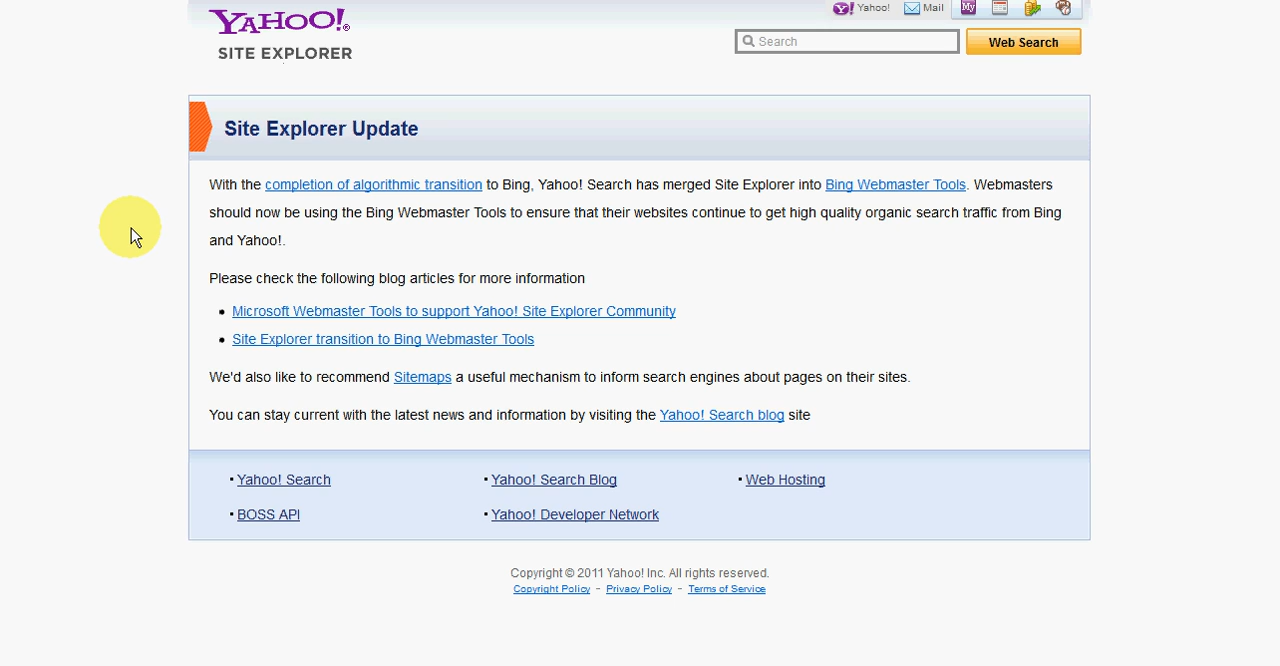 YAHOO!®
SITE EXPLORER
Y! Yahoo! Mail My
Search
Web Search
Site Explorer Update
With the completion of algorithmic transition to Bing, Yahoo! Search has merged Site Explorer into Bing Webmaster Tools. Webmasters
should now be using the Bing Webmaster Tools to ensure that their websites continue to get high quality organic search traffic from Bing
and Yahoo!.
Please check the following blog articles for more information
• Microsoft Webmaster Tools to support Yahoo! Site Explorer Community
• Site Explorer transition to Bing Webmaster Tools
We'd also like to recommend Sitemaps a useful mechanism to inform search engines about pages on their sites.
You can stay current with the latest news and information by visiting the Yahoo! Search blog site
• Yahoo! Search • Yahoo! Search Blog • Web Hosting
• BOSS API • Yahoo! Developer Network
Copyright © 2011 Yahoo! Inc. All rights reserved.
Copyright Policy - Privacy Policy - Terms of Service